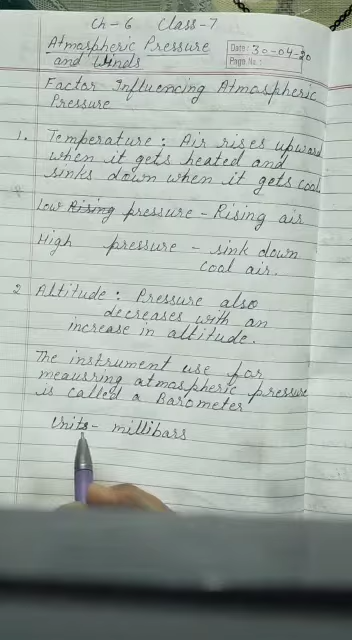 Ch-6 Class-7
Atmospheric Pressure
and Winds
Date: 30-04-20
Page No.:
Factor Influencing Atmospheric
Pressure
1. Temperature: Air rises upward
when it gets heated and
sinks down when it gets cool
Low Rising pressure - Rising air
High pressure - sink down
cool air.
2 Altitude: Pressure also
decreases with an
increase in altitude.
The instrument use for
meausring atmospheric pressure
is called a Barometer
Units - millibars